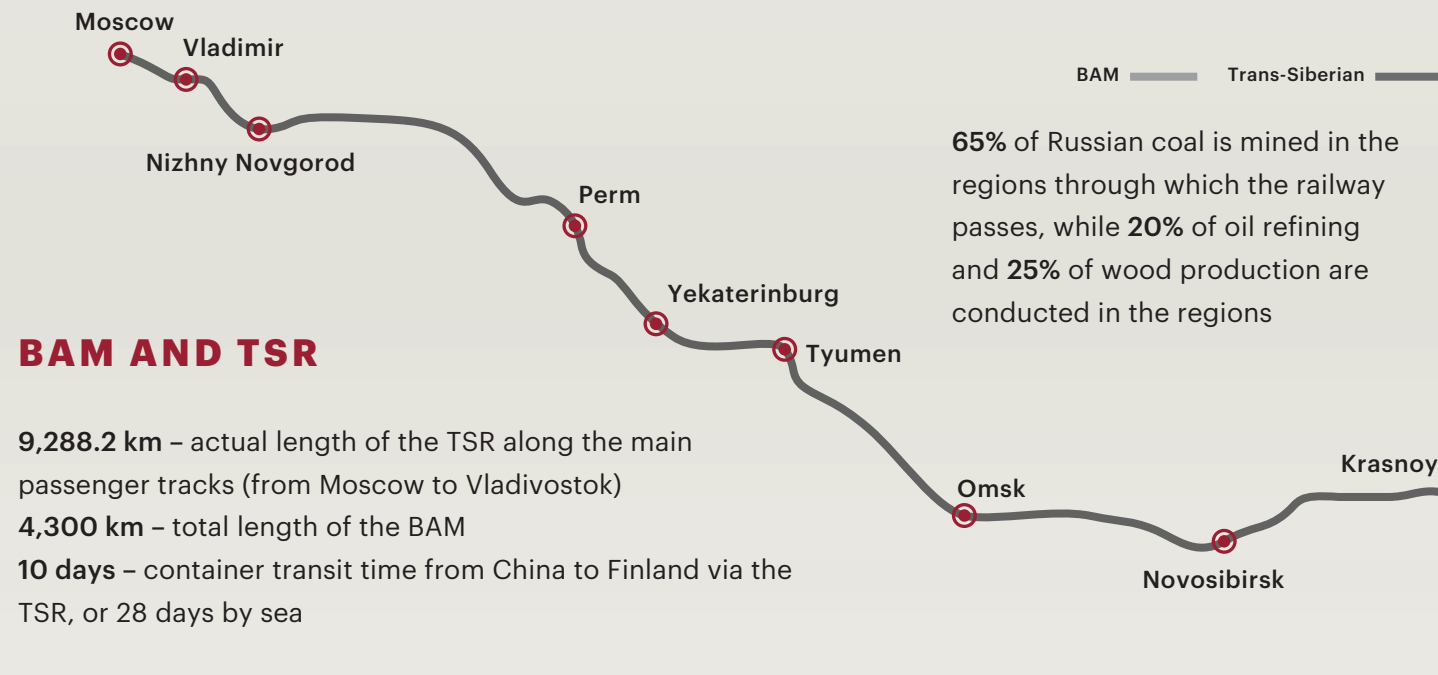 Moscow
Vladimir
Nizhny Novgorod
BAM
Trans-Siberian
65% of Russian coal is mined in the
regions through which the railway
passes, while 20% of oil refining
and 25% of wood production are
conducted in the regions
Perm
Yekaterinburg
Tyumen
BAM AND TSR
9,288.2 km – actual length of the TSR along the main
passenger tracks (from Moscow to Vladivostok)
4,300 km – total length of the BAM
10 days – container transit time from China to Finland via the
TSR, or 28 days by sea
Omsk
Krasnoy
Novosibirsk